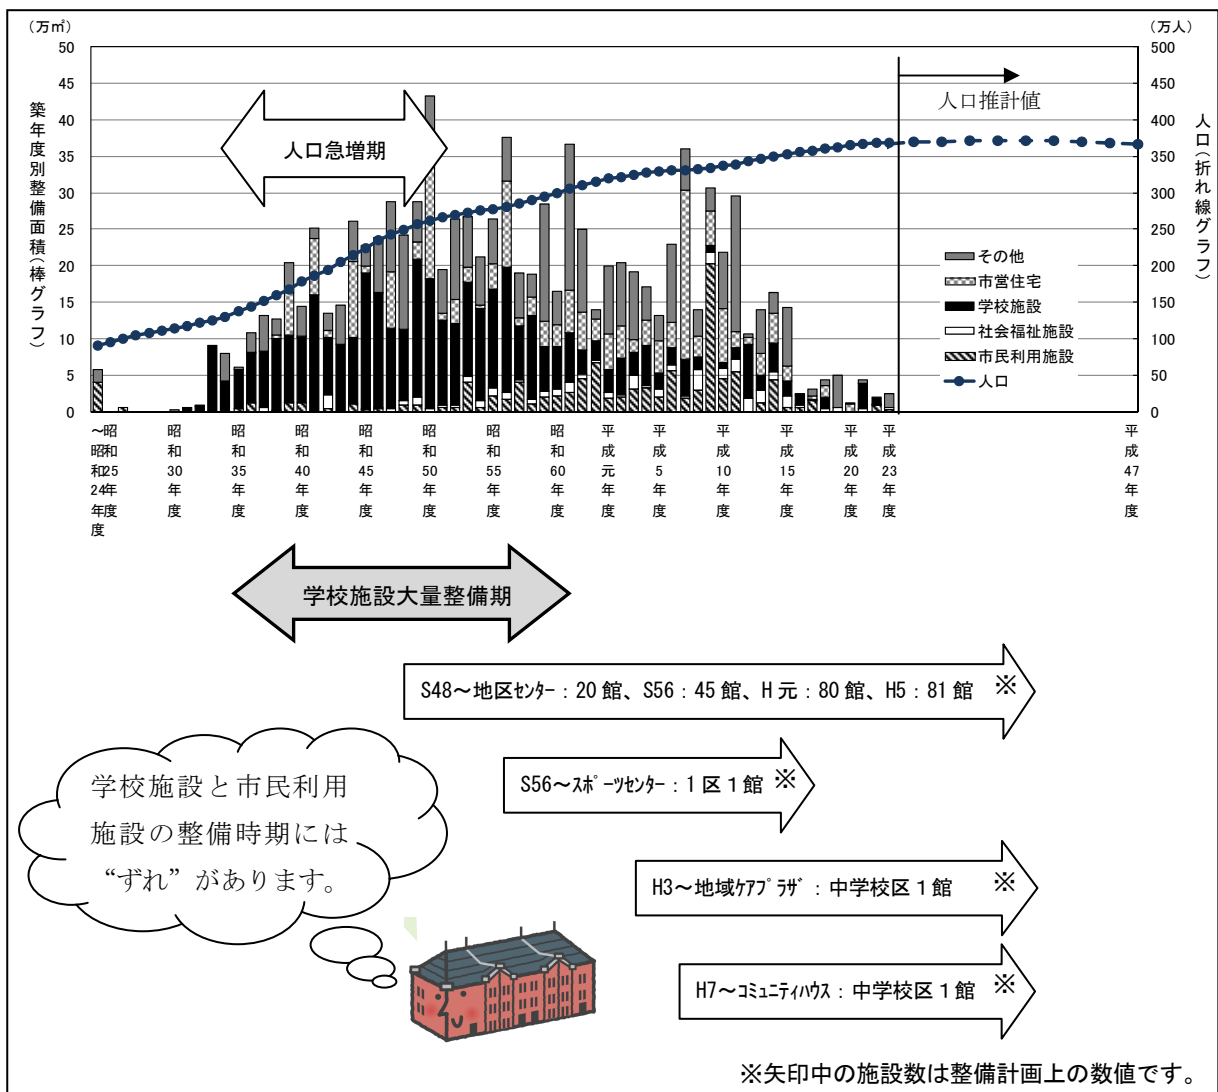 (万㎡)
(万人)
50
45
40
35
30
25
20
15
10
5
0
築年度別整備面積(棒グラフ)
500
450
400
350
300
250
200
150
100
50
0
人口(折れ線グラフ)
人口急増期
人口推計値
その他
市営住宅
学校施設
社会福祉施設
市民利用施設
人口
～昭和24年度
昭和25年度
昭和30年度
昭和35年度
昭和40年度
昭和45年度
昭和50年度
昭和55年度
昭和60年度
平成元年度
平成5年度
平成10年度
平成15年度
平成20年度
平成23年度
平成47年度
学校施設大量整備期
S48～地区ｾﾝﾀｰ：20館、S56：45館、H元：80館、H5：81館 ※
S56～ｽﾎﾟｰﾂｾﾝﾀｰ：1区1館 ※
H3～地域ｹｱﾌﾟﾗｻﾞ：中学校区1館 ※
H7～ｺﾐｭﾆﾃｨﾊｳｽ：中学校区1館 ※
学校施設と市民利用
施設の整備時期には
“ずれ”があります。
※矢印中の施設数は整備計画上の数値です。